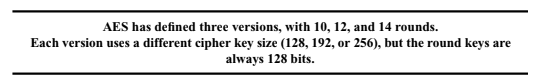 AES has defined three versions, with 10, 12, and 14 rounds.
Each version uses a different cipher key size (128, 192, or 256), but the round keys are
always 128 bits.